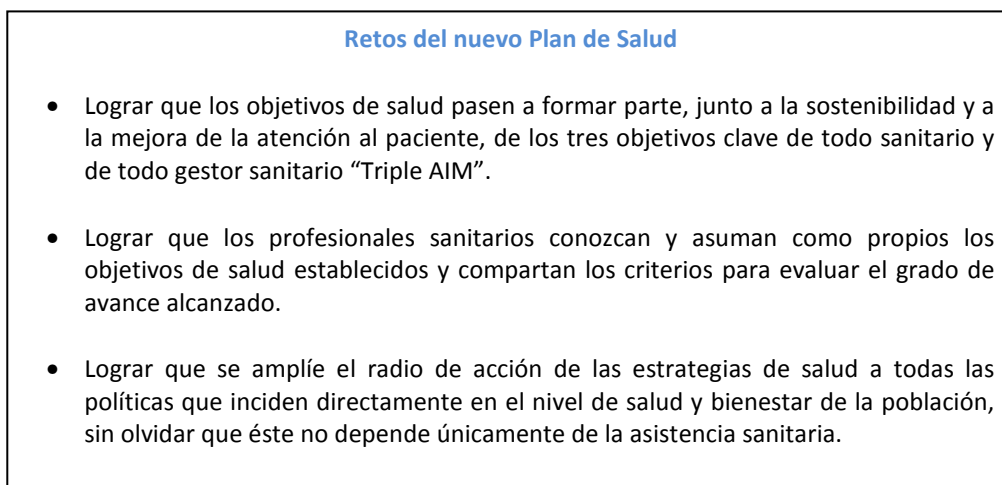 Retos del nuevo Plan de Salud
• Lograr que los objetivos de salud pasen a formar parte, junto a la sostenibilidad y a
la mejora de la atención al paciente, de los tres objetivos clave de todo sanitario y
de todo gestor sanitario “Triple AIM”.
• Lograr que los profesionales sanitarios conozcan y asuman como propios los
objetivos de salud establecidos y compartan los criterios para evaluar el grado de
avance alcanzado.
• Lograr que se amplíe el radio de acción de las estrategias de salud a todas las
políticas que inciden directamente en el nivel de salud y bienestar de la población,
sin olvidar que éste no depende únicamente de la asistencia sanitaria.